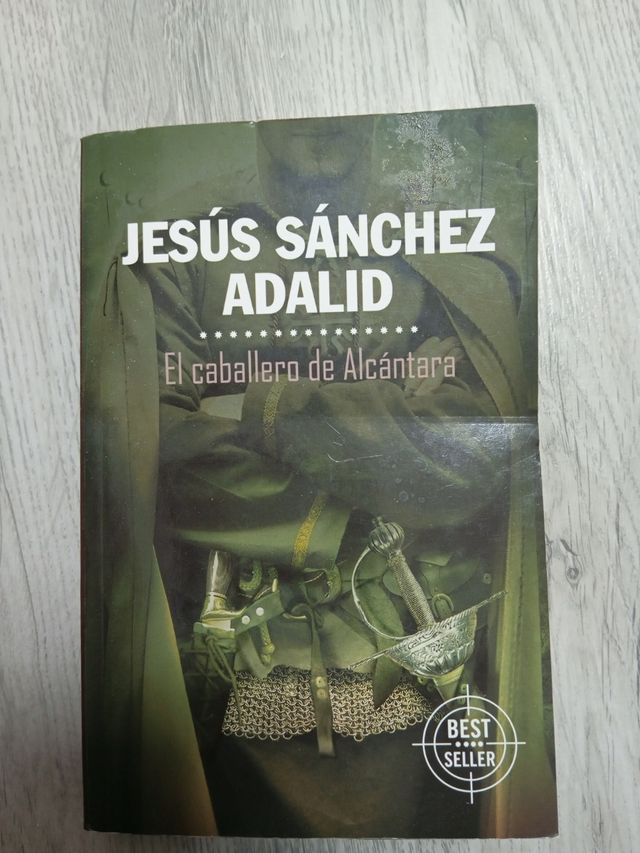 JESÚS SÁNCHEZ
ADALID
El caballero de Alcántara
BEST
SELLER